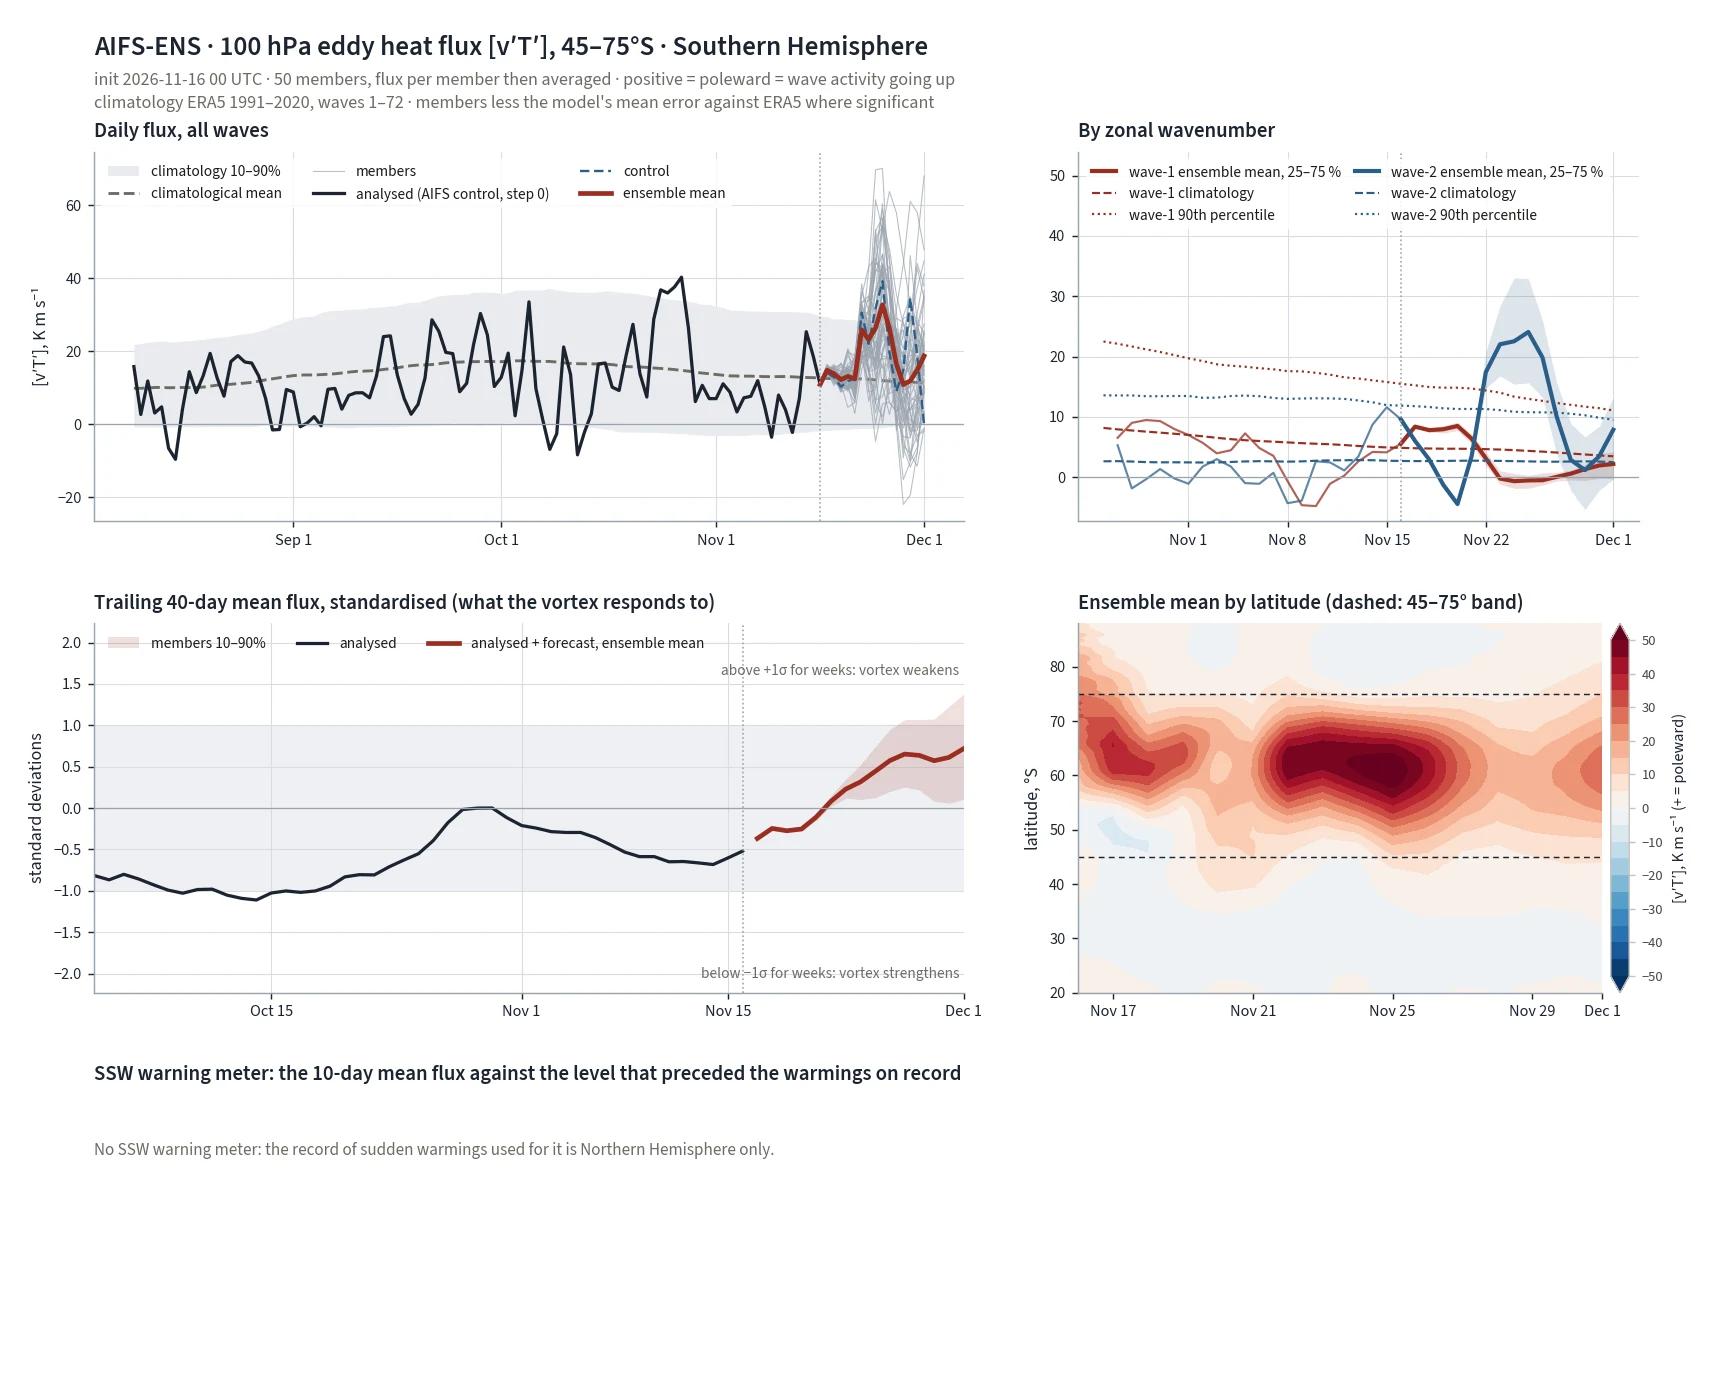 AIFS-ENS · 100 hPa eddy heat flux [v′T′], 45–75°S · Southern Hemisphere
init 2026-11-16 00 UTC · 50 members, flux per member then averaged · positive = poleward = wave activity going up
climatology ERA5 1991–2020, waves 1–72 · members less the model's mean error against ERA5 where significant
Daily flux, all waves
climatology 10–90%
members
control
climatological mean
analysed (AIFS control, step 0)
ensemble mean
[v′T′], K m s⁻¹
60
40
20
0
−20
Sep 1
Oct 1
Nov 1
Dec 1
By zonal wavenumber
wave-1 ensemble mean, 25–75 %
wave-2 ensemble mean, 25–75 %
wave-1 climatology
wave-2 climatology
wave-1 90th percentile
wave-2 90th percentile
50
40
30
20
10
0
Nov 1
Nov 8
Nov 15
Nov 22
Dec 1
Trailing 40-day mean flux, standardised (what the vortex responds to)
members 10–90%
analysed
analysed + forecast, ensemble mean
above +1σ for weeks: vortex weakens
below −1σ for weeks: vortex strengthens
standard deviations
2.0
1.5
1.0
0.5
0.0
−0.5
−1.0
−1.5
−2.0
Oct 15
Nov 1
Nov 15
Dec 1
Ensemble mean by latitude (dashed: 45–75° band)
latitude, °S
80
70
60
50
40
30
20
Nov 17
Nov 21
Nov 25
Nov 29
Dec 1
50
40
30
20
10
0
−10
−20
−30
−40
−50
[v′T′], K m s⁻¹ (+ = poleward)
SSW warning meter: the 10-day mean flux against the level that preceded the warmings on record
No SSW warning meter: the record of sudden warmings used for it is Northern Hemisphere only.